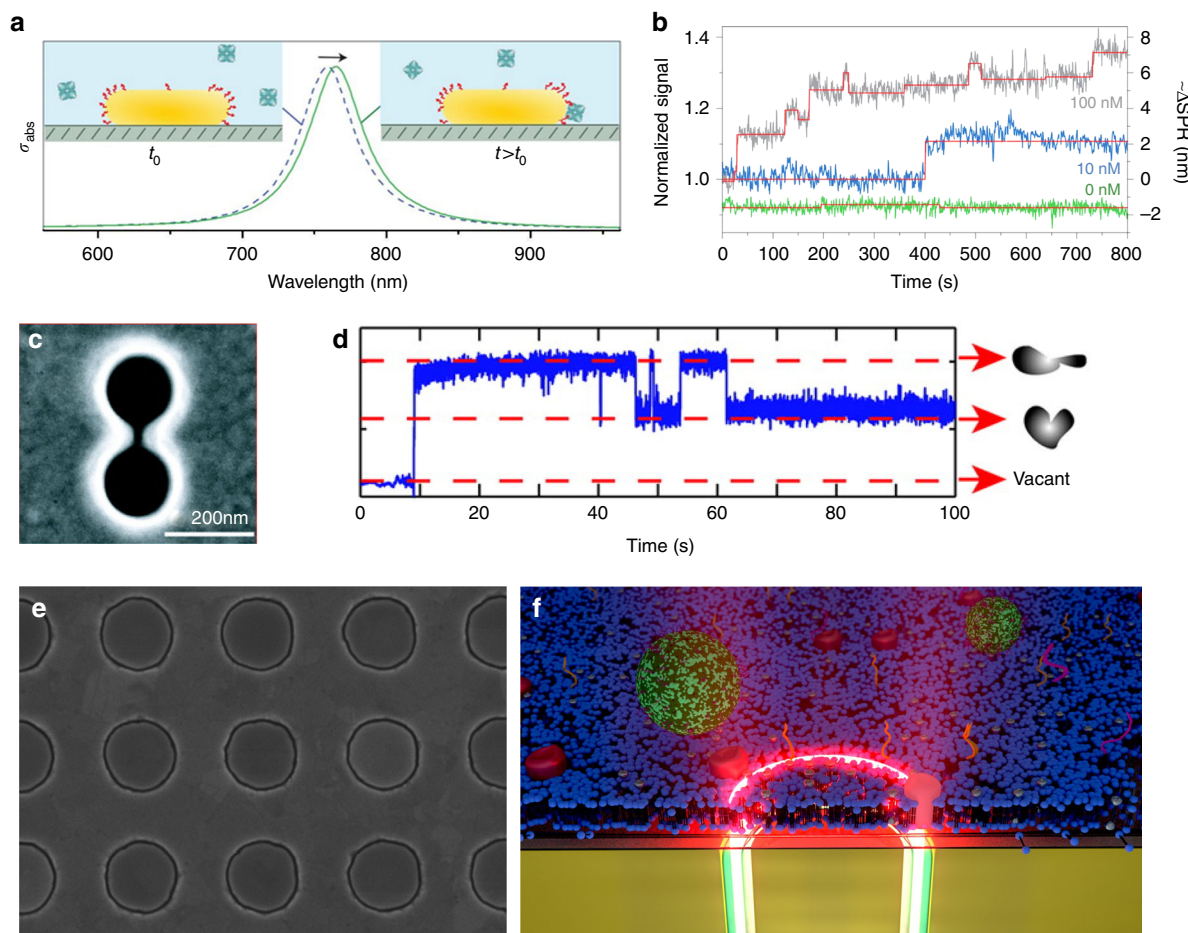 a
t0
t>t0
σabs
600
700
800
900
Wavelength (nm)
b
1.4
1.2
1.0
Normalized signal
8
6
4
2
0
−2
~ΔSPR (nm)
100 nM
10 nM
0 nM
0 100 200 300 400 500 600 700 800
Time (s)
c
200nm
d
Vacant
0 20 40 60 80 100
Time (s)
e
f